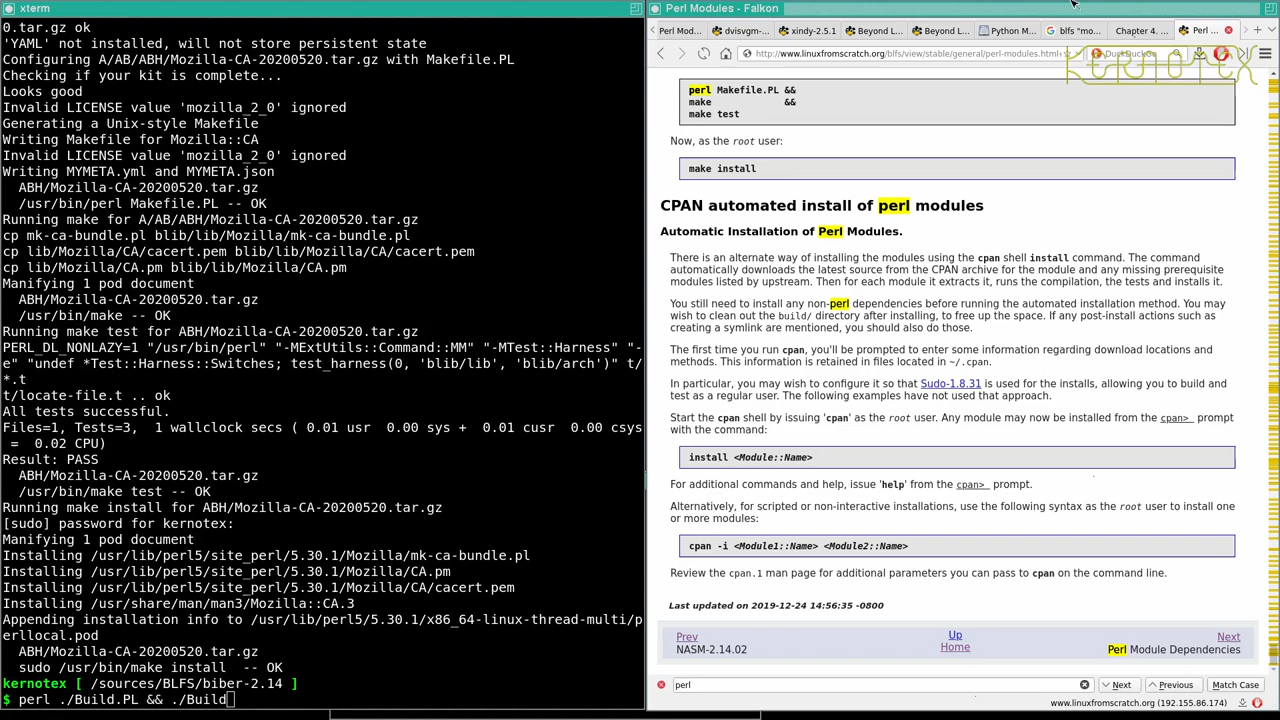 xterm
0.tar.gz ok
'YAML' not installed, will not store persistent state
Configuring A/AB/ABH/Mozilla-CA-20200520.tar.gz with Makefile.PL
Checking if your kit is complete...
Looks good
Invalid LICENSE value 'mozilla_2_0' ignored
Generating a Unix-style Makefile
Writing Makefile for Mozilla::CA
Invalid LICENSE value 'mozilla_2_0' ignored
Writing MYMETA.yml and MYMETA.json
  ABH/Mozilla-CA-20200520.tar.gz
  /usr/bin/perl Makefile.PL -- OK
Running make for A/AB/ABH/Mozilla-CA-20200520.tar.gz
cp mk-ca-bundle.pl blib/lib/Mozilla/mk-ca-bundle.pl
cp lib/Mozilla/CA/cacert.pem blib/lib/Mozilla/CA/cacert.pem
cp lib/Mozilla/CA.pm blib/lib/Mozilla/CA.pm
Manifying 1 pod document
  ABH/Mozilla-CA-20200520.tar.gz
  /usr/bin/make -- OK
Running make test for A/AB/ABH/Mozilla-CA-20200520.tar.gz
PERL_DL_NONLAZY=1 "/usr/bin/perl" "-MExtUtils::Command::MM" "-MTest::Harness" "-
e" "undef *Test::Harness::Switches; test_harness(0, 'blib/lib', 'blib/arch')" t/
*.t
t/locate-file.t .. ok
All tests successful.
Files=1, Tests=3,  1 wallclock secs ( 0.01 usr  0.00 sys +  0.01 cusr  0.00 csys
 =  0.02 CPU)
Result: PASS
  ABH/Mozilla-CA-20200520.tar.gz
  /usr/bin/make test -- OK
Running make install for A/AB/ABH/Mozilla-CA-20200520.tar.gz
[sudo] password for kernotex:
Manifying 1 pod document
Installing /usr/lib/perl5/site_perl/5.30.1/Mozilla/mk-ca-bundle.pl
Installing /usr/lib/perl5/site_perl/5.30.1/Mozilla/CA.pm
Installing /usr/lib/perl5/site_perl/5.30.1/Mozilla/CA/cacert.pem
Installing /usr/share/man/man3/Mozilla::CA.3
Appending installation info to /usr/lib/perl5/5.30.1/x86_64-linux-thread-multi/p
erllocal.pod
  ABH/Mozilla-CA-20200520.tar.gz
  sudo /usr/bin/make install  -- OK
kernotex [ /sources/BLFS/biber-2.14 ]
$ perl ./Build.PL && ./Build
Perl Modules - Falkon
Perl Mod... dvisvgm-... xindy-2.5.1 Beyond L... Beyond L... Python M... blfs "mo... Chapter 4. ... Perl ...
http://www.linuxfromscratch.org/blfs/view/stable/general/perl-modules.html
DuckDuckGo
KERNOTEX
perl Makefile.PL &&
make             &&
make test
Now, as the root user:
make install
CPAN automated install of perl modules
Automatic Installation of Perl Modules.
There is an alternate way of installing the modules using the cpan shell install command. The command
automatically downloads the latest source from the CPAN archive for the module and any missing prerequisite
modules listed by upstream. Then for each module it extracts it, runs the compilation, the tests and installs it.
You still need to install any non-perl dependencies before running the automated installation method. You may
wish to clean out the build/ directory after installing, to free up the space. If any post-install actions such as
creating a symlink are mentioned, you should also do those.
The first time you run cpan, you'll be prompted to enter some information regarding download locations and
methods. This information is retained in files located in ~/.cpan.
In particular, you may wish to configure it so that Sudo-1.8.31 is used for the installs, allowing you to build and
test as a regular user. The following examples have not used that approach.
Start the cpan shell by issuing 'cpan' as the root user. Any module may now be installed from the cpan> prompt
with the command:
install <Module::Name>
For additional commands and help, issue 'help' from the cpan> prompt.
Alternatively, for scripted or non-interactive installations, use the following syntax as the root user to install one
or more modules:
cpan -i <Module1::Name> <Module2::Name>
Review the cpan.1 man page for additional parameters you can pass to cpan on the command line.
Last updated on 2019-12-24 14:56:35 -0800
Prev Up Next
NASM-2.14.02 Home Perl Module Dependencies
perl Next Previous Match Case
www.linuxfromscratch.org (192.155.86.174)